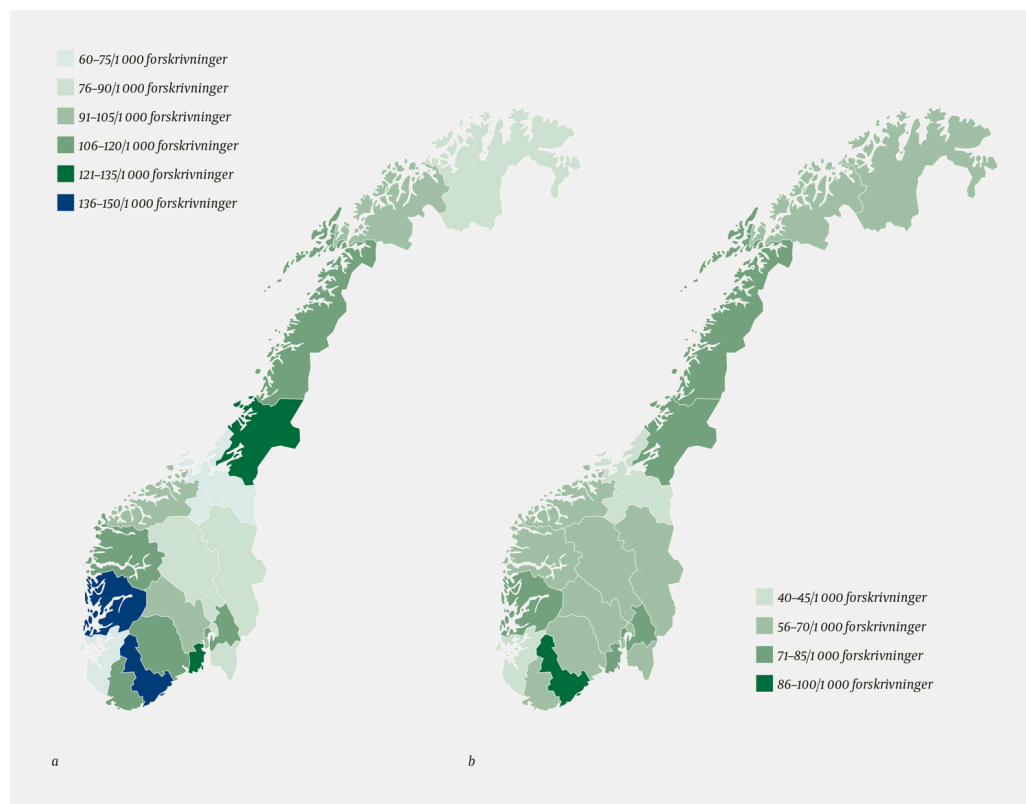 60–75/1 000 forskrivninger
76–90/1 000 forskrivninger
91–105/1 000 forskrivninger
106–120/1 000 forskrivninger
121–135/1 000 forskrivninger
136–150/1 000 forskrivninger
40–45/1 000 forskrivninger
56–70/1 000 forskrivninger
71–85/1 000 forskrivninger
86–100/1 000 forskrivninger
a
b